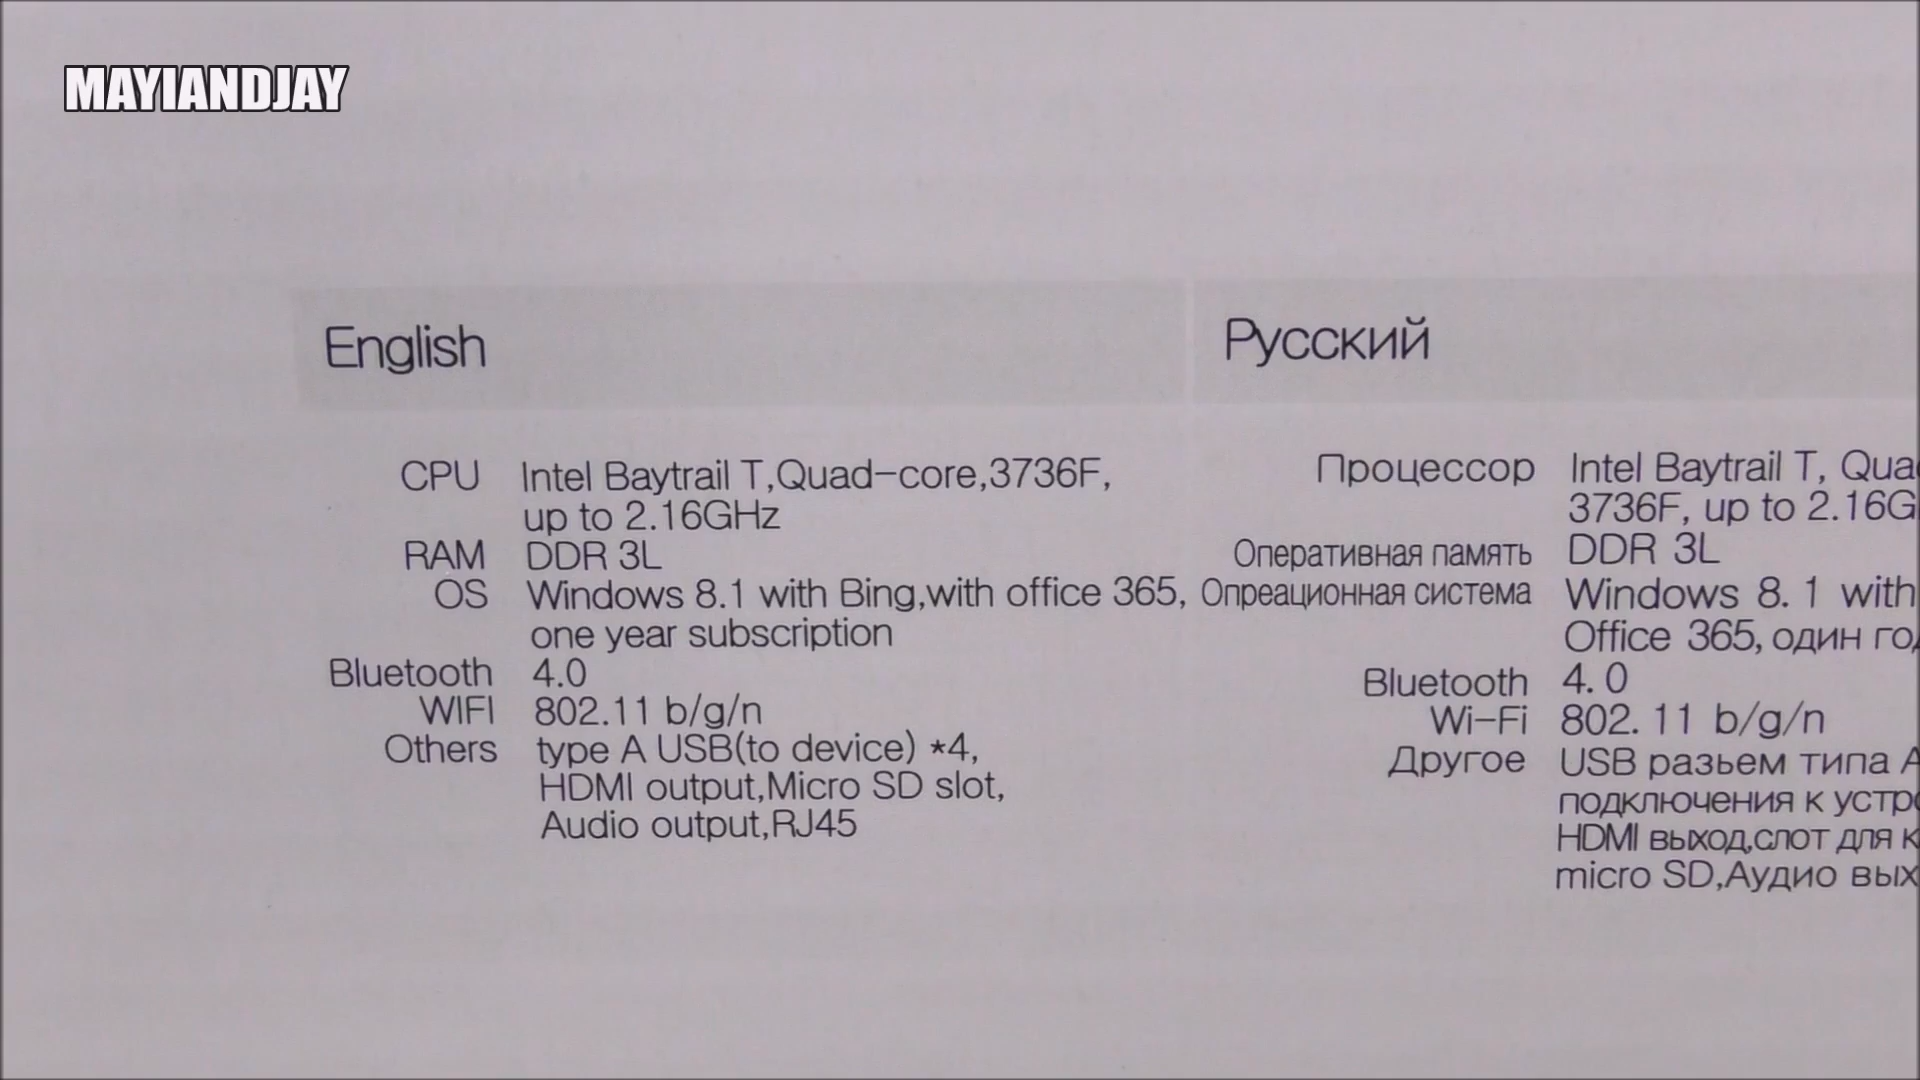 MAYIANDJAY
English
CPU Intel Baytrail T,Quad-core,3736F,
up to 2.16GHz
RAM DDR 3L
OS Windows 8.1 with Bing,with office 365,
one year subscription
Bluetooth 4.0
WIFI 802.11 b/g/n
Others type A USB(to device) *4,
HDMI output,Micro SD slot,
Audio output,RJ45
Русский
Процессор Intel Baytrail T,
3736F, up to
Оперативная память DDR 3L
Опреационная система Windows 8. 1 with
Office 365, один
Bluetooth 4. 0
Wi-Fi 802. 11 b/g/n
Другое USB разьем типа
подключения к
HDMI выход,слот для
micro SD,Аудио